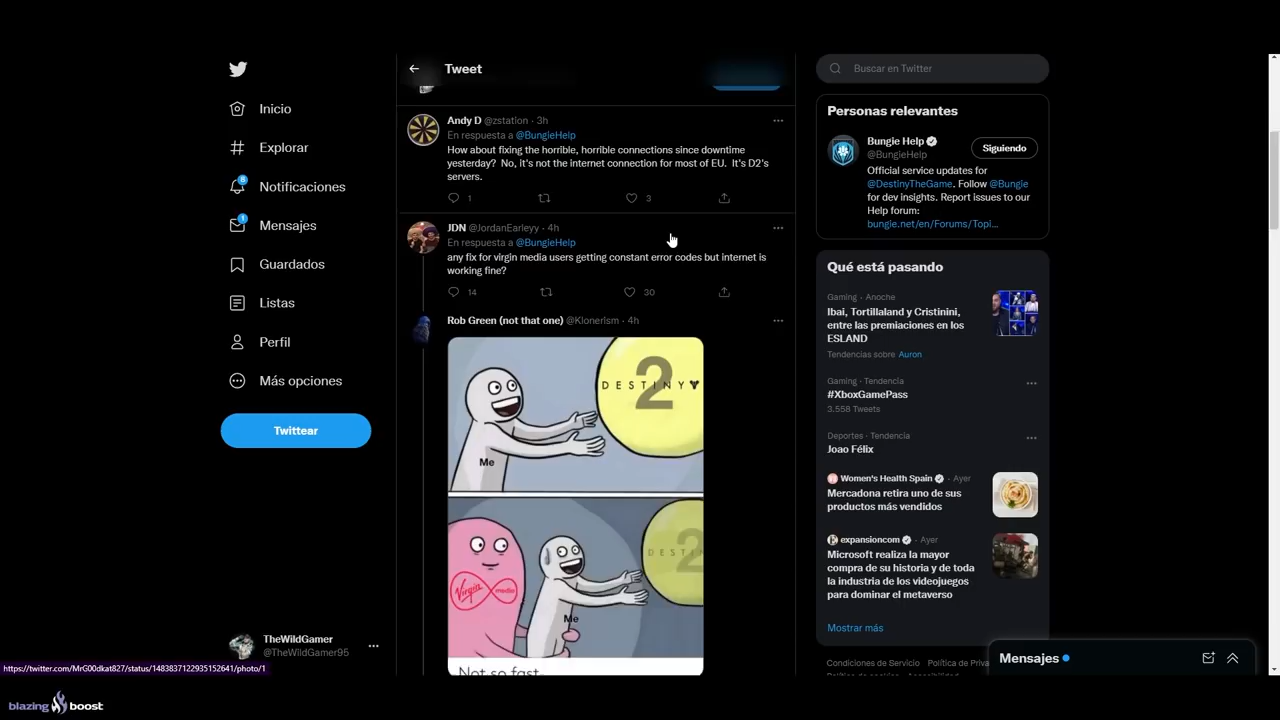 Tweet
Inicio
Explorar
8
Notificaciones
1
Mensajes
Guardados
Listas
Perfil
Más opciones
Twittear
TheWildGamer
@TheWildGamer95
https://twitter.com/MrG00dkat827/status/1483837122935152641/photo/1
blazing boost
Andy D @zstation · 3h
En respuesta a @BungieHelp
How about fixing the horrible, horrible connections since downtime
yesterday? No, it's not the internet connection for most of EU. It's D2's
servers.
1
3
JDN @JordanEarleyy · 4h
En respuesta a @BungieHelp
any fix for virgin media users getting constant error codes but internet is
working fine?
14
30
Rob Green (not that one) @Klonerism · 4h
DESTINY
2
Me
DESTI
2
Virgin media
Me
Not so fast.
Buscar en Twitter
Personas relevantes
Bungie Help
@BungieHelp
Siguiendo
Official service updates for
@DestinyTheGame. Follow @Bungie
for dev insights. Report issues to our
Help forum:
bungie.net/en/Forums/Topi...
Qué está pasando
Gaming · Anoche
Ibai, Tortillaland y Cristinini,
entre las premiaciones en los
ESLAND
Tendencias sobre Auron
Gaming · Tendencia
#XboxGamePass
3.558 Tweets
Deportes · Tendencia
Joao Félix
Women's Health Spain · Ayer
Mercadona retira uno de sus
productos más vendidos
expansioncom · Ayer
Microsoft realiza la mayor
compra de su historia y de toda
la industria de los videojuegos
para dominar el metaverso
Mostrar más
Condiciones de Servicio Política de Priva
Mensajes